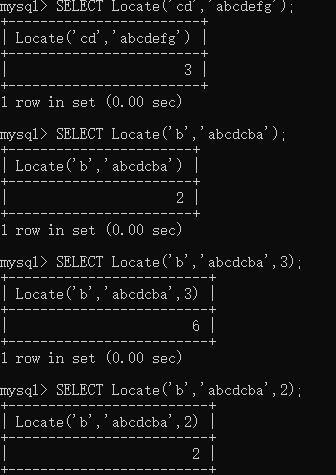 mysql> SELECT Locate('cd','abcdefg');
+------------------------+
| Locate('cd','abcdefg') |
+------------------------+
|                      3 |
+------------------------+
1 row in set (0.00 sec)

mysql> SELECT Locate('b','abcdcba');
+-----------------------+
| Locate('b','abcdcba') |
+-----------------------+
|                     2 |
+-----------------------+
1 row in set (0.00 sec)

mysql> SELECT Locate('b','abcdcba',3);
+-------------------------+
| Locate('b','abcdcba',3) |
+-------------------------+
|                       6 |
+-------------------------+
1 row in set (0.00 sec)

mysql> SELECT Locate('b','abcdcba',2);
+-------------------------+
| Locate('b','abcdcba',2) |
+-------------------------+
|                       2 |
+-------------------------+